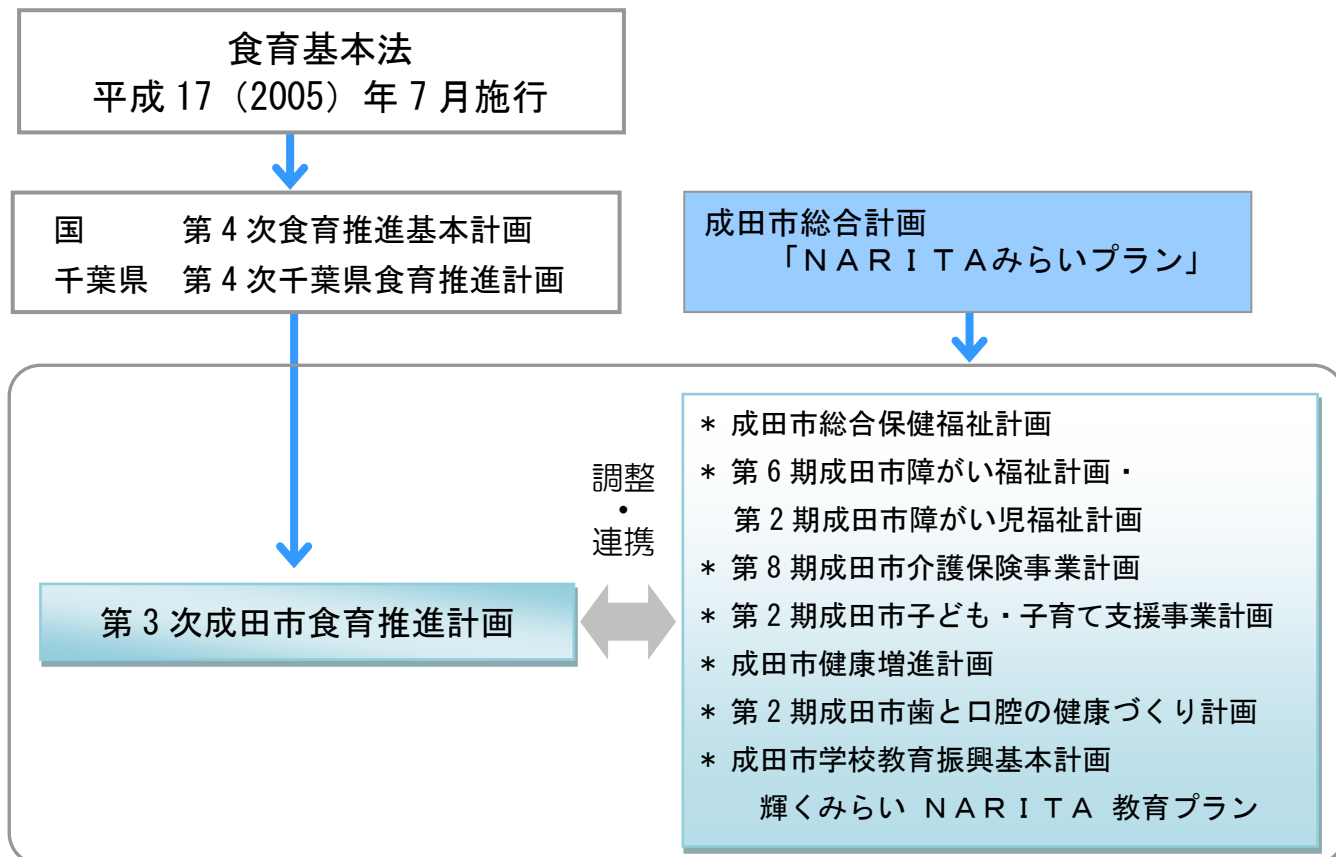 食育基本法
平成 17（2005）年 7 月施行
国　　　第 4 次食育推進基本計画
千葉県　第 4 次千葉県食育推進計画
成田市総合計画
「ＮＡＲＩＴＡみらいプラン」
調整
・
連携
第 3 次成田市食育推進計画
* 成田市総合保健福祉計画
* 第 6 期成田市障がい福祉計画・
第 2 期成田市障がい児福祉計画
* 第 8 期成田市介護保険事業計画
* 第 2 期成田市子ども・子育て支援事業計画
* 成田市健康増進計画
* 第 2 期成田市歯と口腔の健康づくり計画
* 成田市学校教育振興基本計画
輝くみらい ＮＡＲＩＴＡ 教育プラン